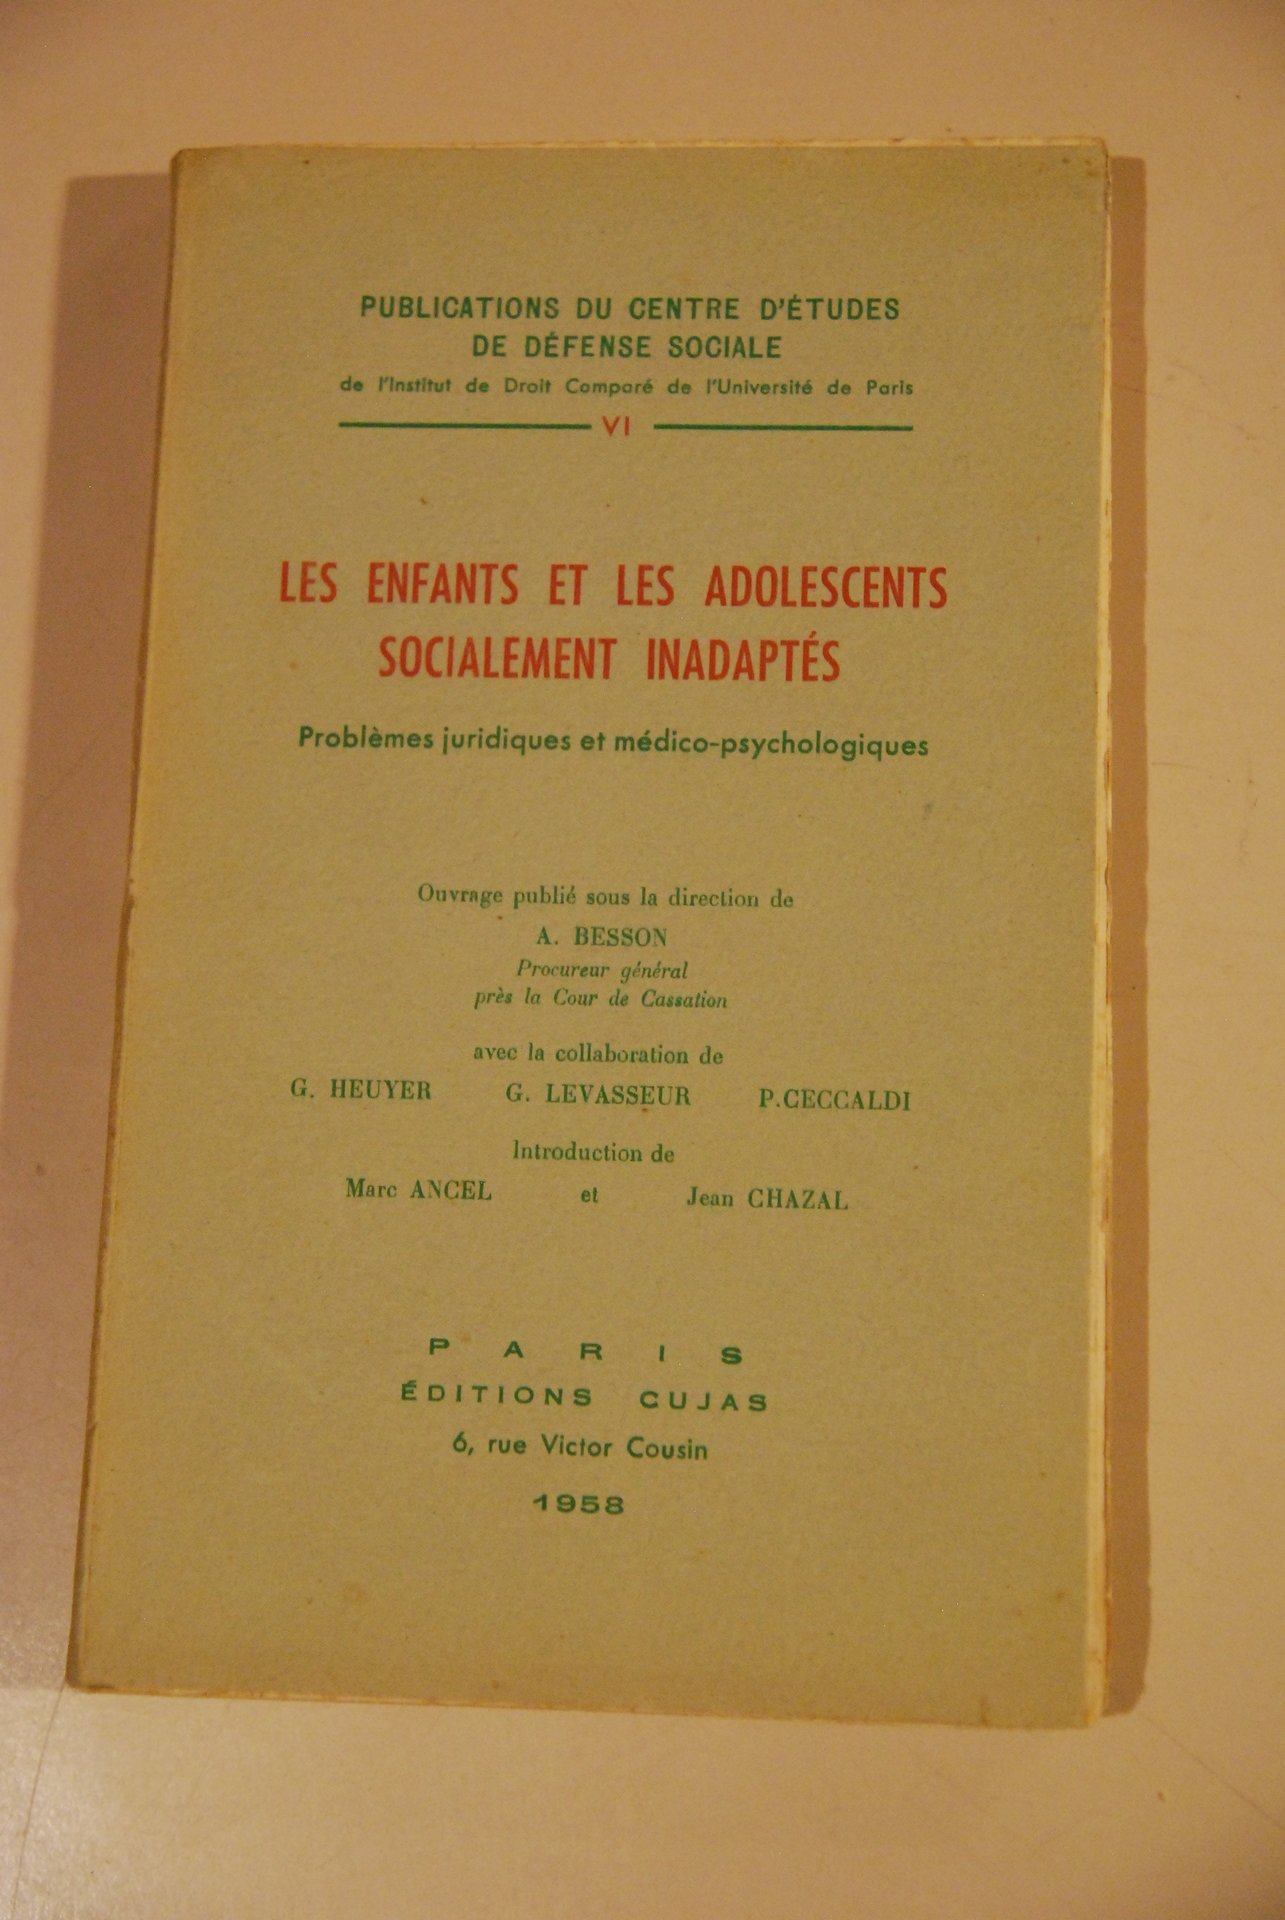 PUBLICATIONS DU CENTRE D'ÉTUDES
DE DÉFENSE SOCIALE
de l'Institut de Droit Comparé de l'Université de Paris
VI
LES ENFANTS ET LES ADOLESCENTS
SOCIALEMENT INADAPTÉS
Problèmes juridiques et médico-psychologiques
Ouvrage publié sous la direction de
A. BESSON
Procureur général
près la Cour de Cassation
avec la collaboration de
G. HEUYER G. LEVASSEUR P.CECCALDI
Introduction de
Marc ANCEL et Jean CHAZAL
PARIS
ÉDITIONS CUJAS
6, rue Victor Cousin
1958